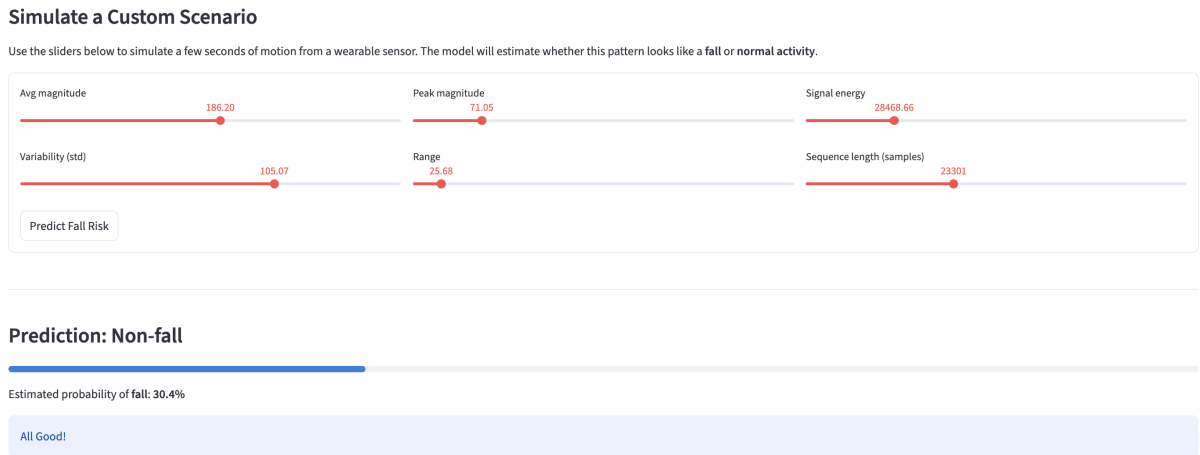 Simulate a Custom Scenario
Use the sliders below to simulate a few seconds of motion from a wearable sensor. The model will estimate whether this pattern looks like a fall or normal activity.
Avg magnitude
186.20
Peak magnitude
71.05
Signal energy
28468.66
Variability (std)
105.07
Range
25.68
Sequence length (samples)
23301
Predict Fall Risk
Prediction: Non-fall
Estimated probability of fall: 30.4%
All Good!